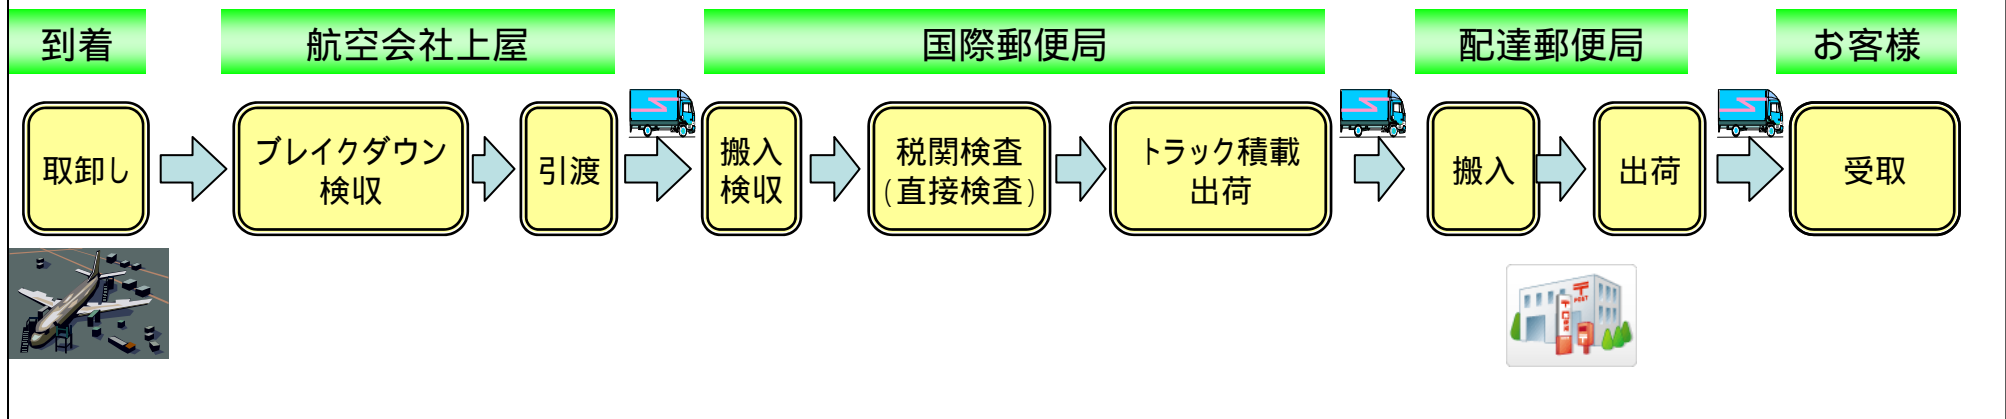 到着
航空会社上屋
国際郵便局
配達郵便局
お客様
取卸し
ブレイクダウン
検収
引渡
搬入
検収
税関検査
(直接検査)
トラック積載
出荷
搬入
出荷
受取
〒
POST